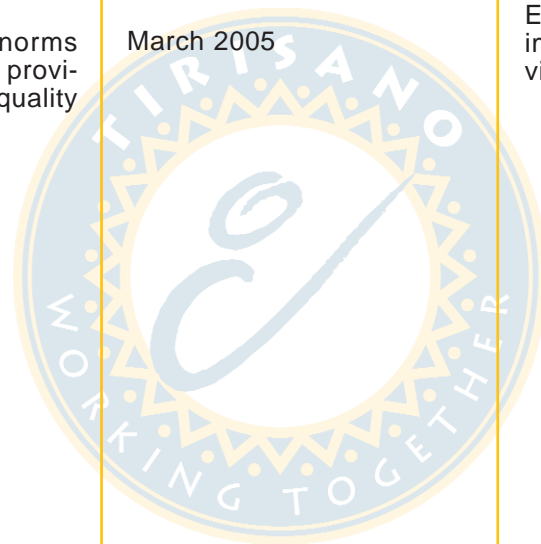 norms
provi-
quality
March 2005
E
in
vi
TIRISANO
WORKING TOGETHER